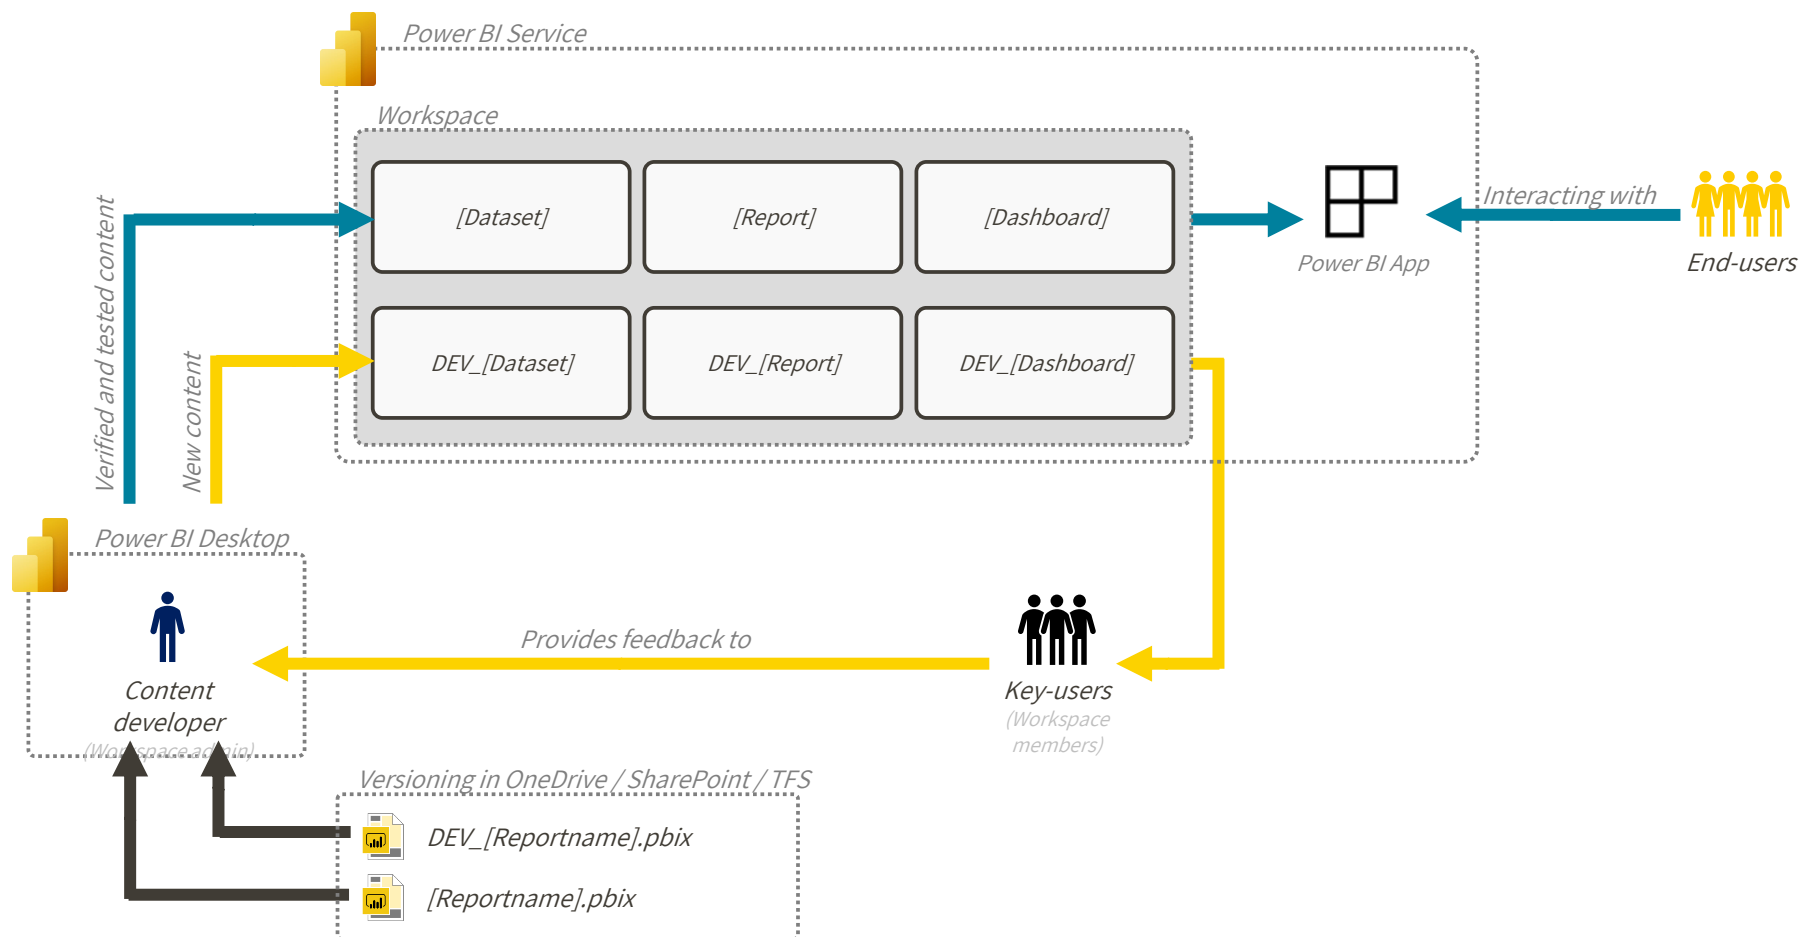 Power BI Service
Workspace
[Dataset]
[Report]
[Dashboard]
DEV_[Dataset]
DEV_[Report]
DEV_[Dashboard]
Power BI App
Interacting with
End-users
Verified and tested content
New content
Power BI Desktop
Content
developer
(Workspace admin)
Provides feedback to
Key-users
(Workspace
members)
Versioning in OneDrive / SharePoint / TFS
DEV_[Reportname].pbix
[Reportname].pbix